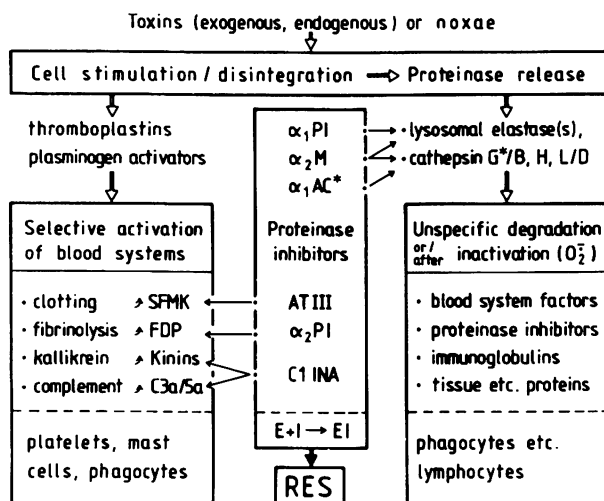 Toxins (exogenous, endogenous) or noxae
Cell stimulation / disintegration ⇒ Proteinase release
thromboplastins
plasminogen activators
Selective activation
of blood systems
· clotting ↗ SFMK
· fibrinolysis ↗ FDP
· kallikrein ↗ Kinins
· complement ↗ C3a/5a
platelets, mast
cells, phagocytes
α₁PI
α₂M
α₁AC*
Proteinase
inhibitors
AT III
α₂PI
C1 INA
E+I → EI
RES
· lysosomal elastase(s),
· cathepsin G*/B, H, L/D
Unspecific degradation
or/after inactivation (O₂⁻)
· blood system factors
· proteinase inhibitors
· immunoglobulins
· tissue etc. proteins
phagocytes etc.
lymphocytes